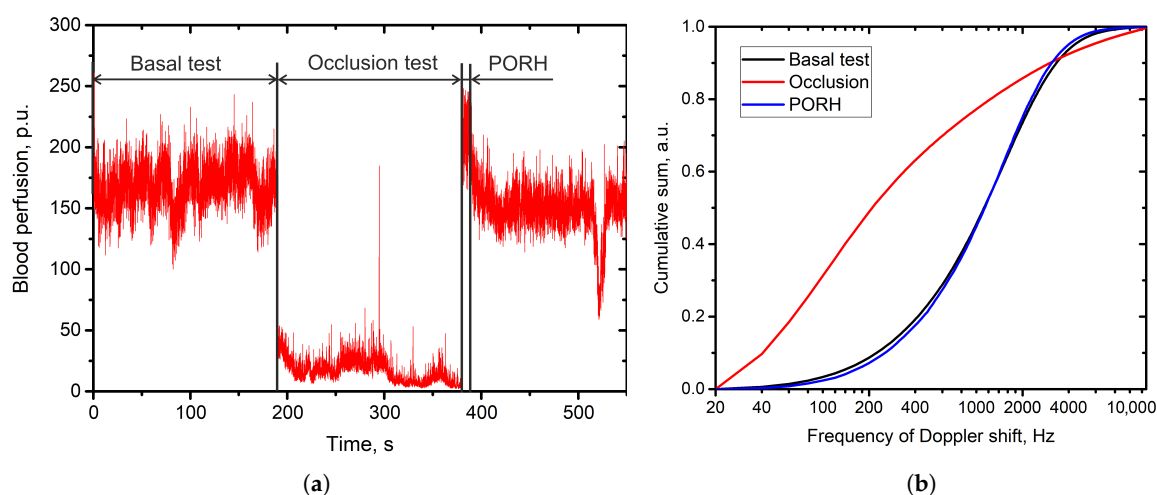 300
250
200
150
100
50
0
Blood perfusion, p.u.
Basal test
Occlusion test
PORH
0
100
200
300
400
500
Time, s
(a)
1.0
0.8
0.6
0.4
0.2
0.0
Cumulative sum, a.u.
Basal test
Occlusion
PORH
20
40
100
200
400
1000
2000
4000
10,000
Frequency of Doppler shift, Hz
(b)